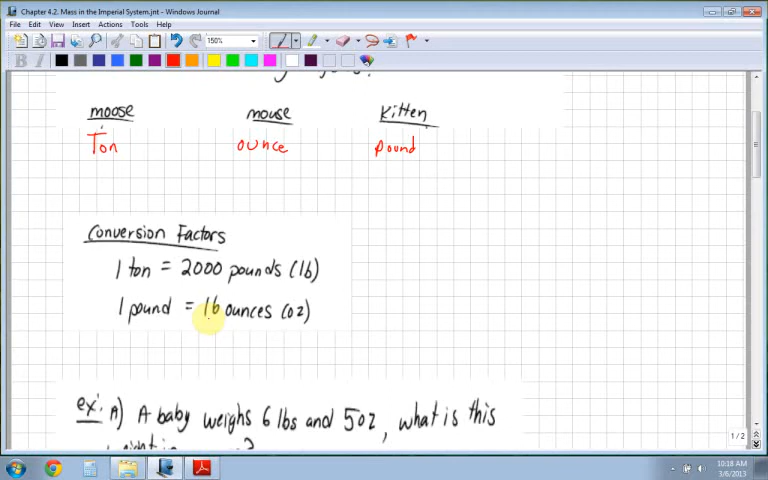 Chapter 4.2. Mass in the Imperial System.jnt - Windows Journal
File Edit View Insert Actions Tools Help
150%
B I
moose mouse Kitten
Ton ounce pound
Conversion Factors
1 ton = 2000 pounds (lb)
1 pound = 16 ounces (oz)
ex: A) A baby weighs 6 lbs and 5 oz, what is this
1 / 2
10:18 AM
3/6/2013